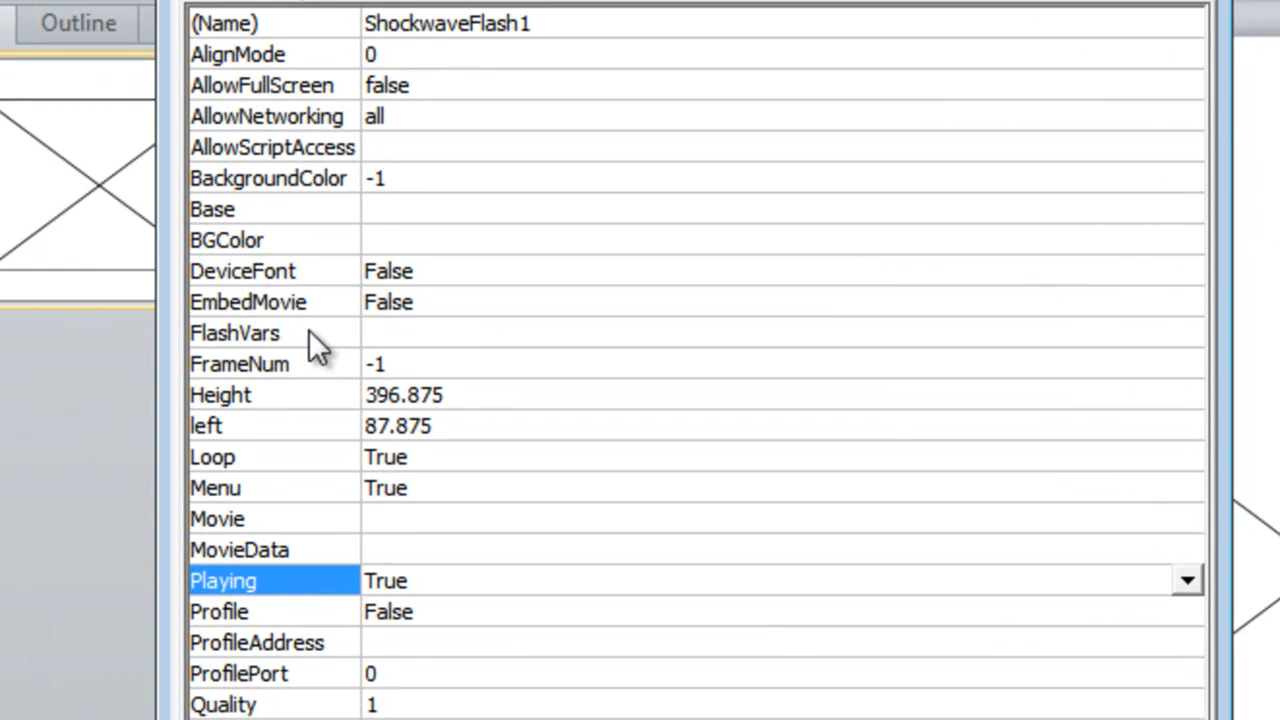 Outline
(Name) ShockwaveFlash1
AlignMode 0
AllowFullScreen false
AllowNetworking all
AllowScriptAccess
BackgroundColor -1
Base
BGColor
DeviceFont False
EmbedMovie False
FlashVars
FrameNum -1
Height 396.875
left 87.875
Loop True
Menu True
Movie
MovieData
Playing True
Profile False
ProfileAddress
ProfilePort 0
Quality 1